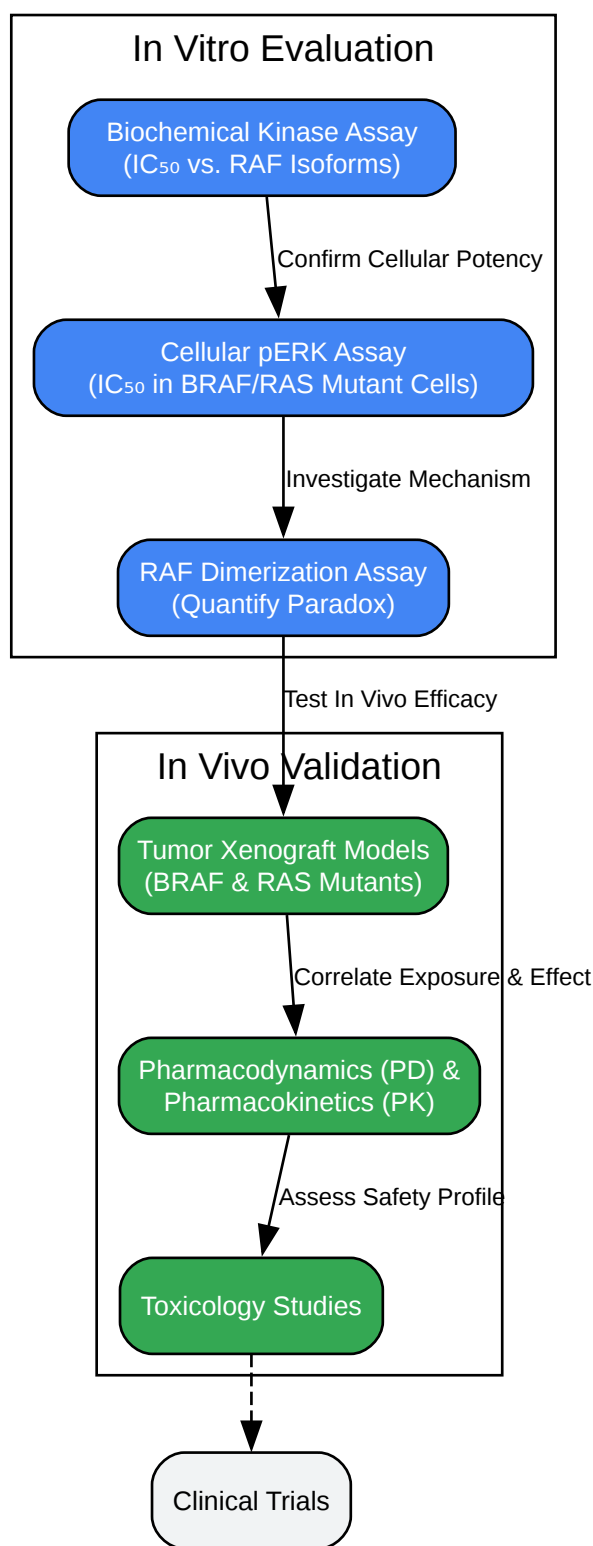 In Vitro Evaluation
Biochemical Kinase Assay
(IC₅₀ vs. RAF Isoforms)
Confirm Cellular Potency
Cellular pERK Assay
(IC₅₀ in BRAF/RAS Mutant Cells)
Investigate Mechanism
RAF Dimerization Assay
(Quantify Paradox)
Test In Vivo Efficacy
In Vivo Validation
Tumor Xenograft Models
(BRAF & RAS Mutants)
Correlate Exposure & Effect
Pharmacodynamics (PD) &
Pharmacokinetics (PK)
Assess Safety Profile
Toxicology Studies
Clinical Trials